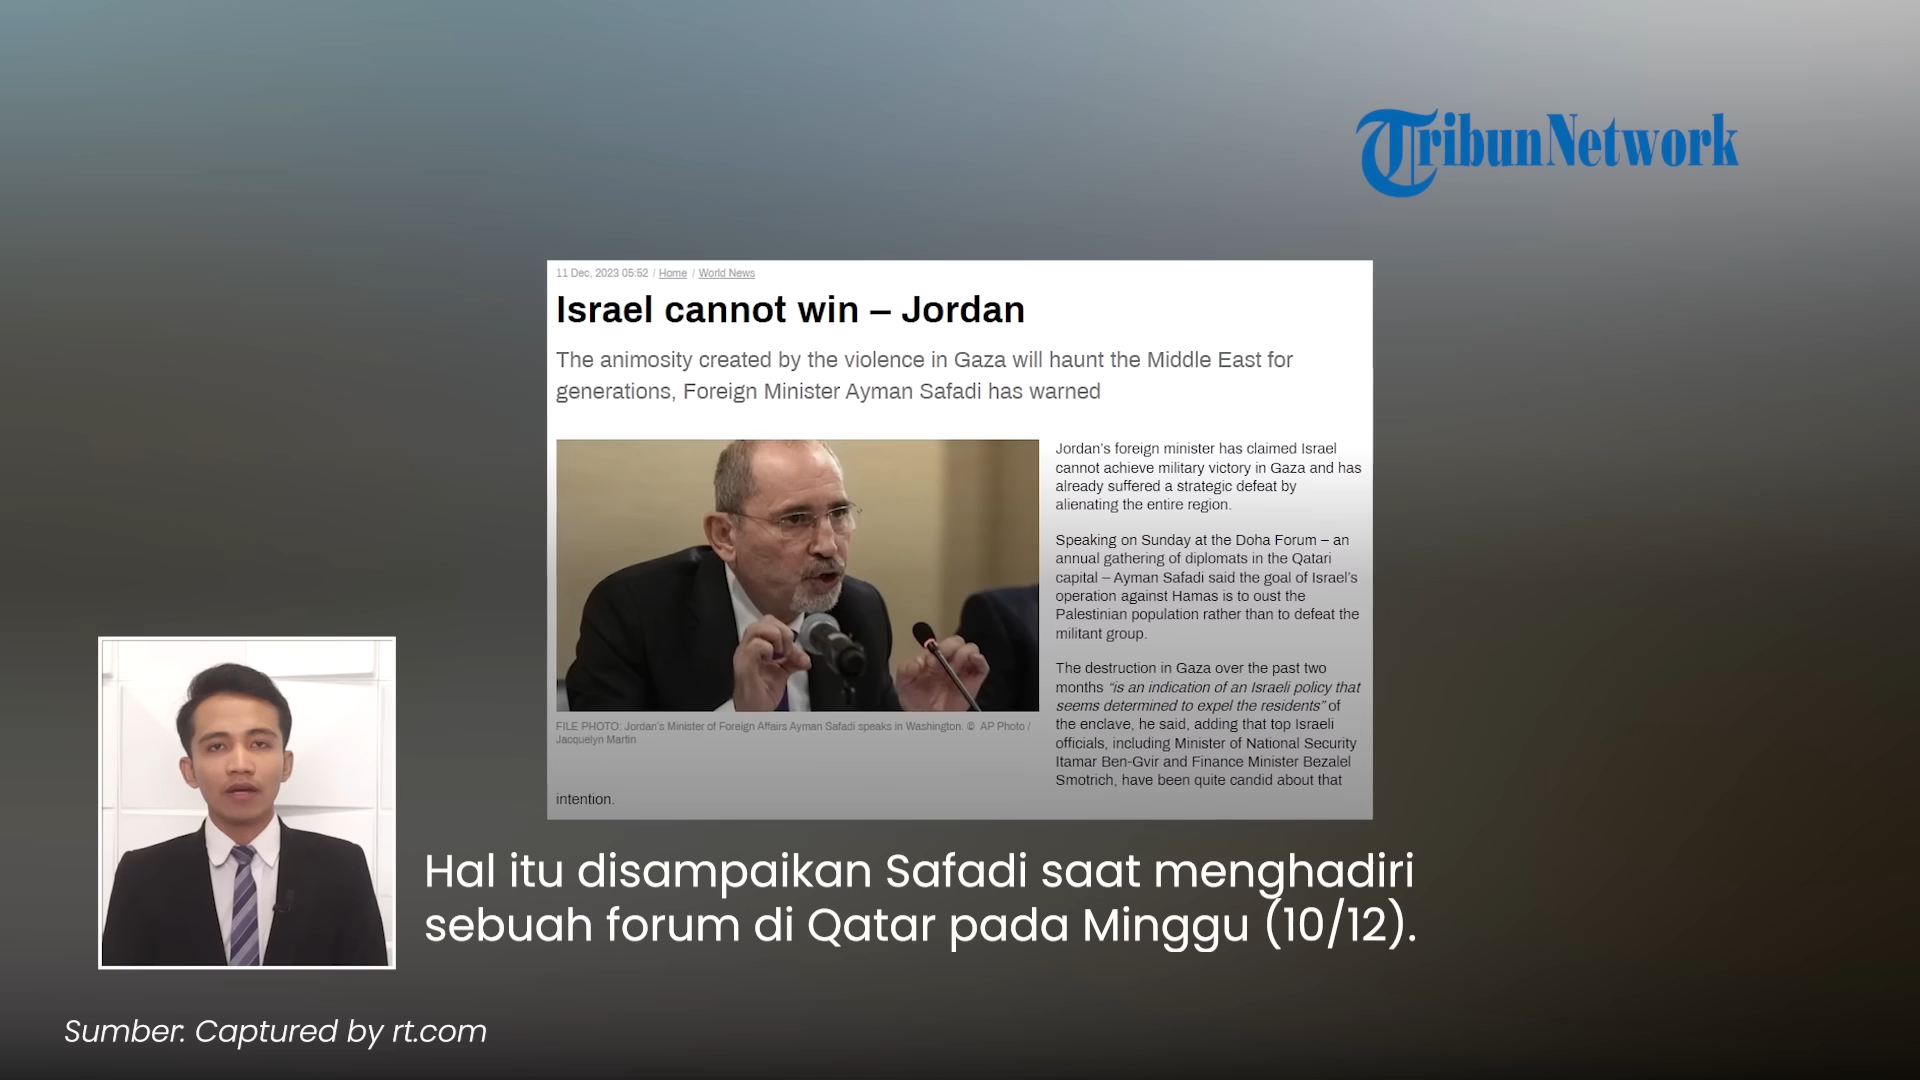 TribunNetwork
11 Dec, 2023 05:52 / Home / World News
Israel cannot win – Jordan
The animosity created by the violence in Gaza will haunt the Middle East for
generations, Foreign Minister Ayman Safadi has warned
Jordan’s foreign minister has claimed Israel
cannot achieve military victory in Gaza and has
already suffered a strategic defeat by
alienating the entire region.
Speaking on Sunday at the Doha Forum – an
annual gathering of diplomats in the Qatari
capital – Ayman Safadi said the goal of Israel’s
operation against Hamas is to oust the
Palestinian population rather than to defeat the
militant group.
The destruction in Gaza over the past two
months “is an indication of an Israeli policy that
seems determined to expel the residents” of
the enclave, he said, adding that top Israeli
officials, including Minister of National Security
Itamar Ben-Gvir and Finance Minister Bezalel
Smotrich, have been quite candid about that
intention.
FILE PHOTO: Jordan's Minister of Foreign Affairs Ayman Safadi speaks in Washington. © AP Photo /
Jacquelyn Martin
Hal itu disampaikan Safadi saat menghadiri
sebuah forum di Qatar pada Minggu (10/12).
Sumber: Captured by rt.com